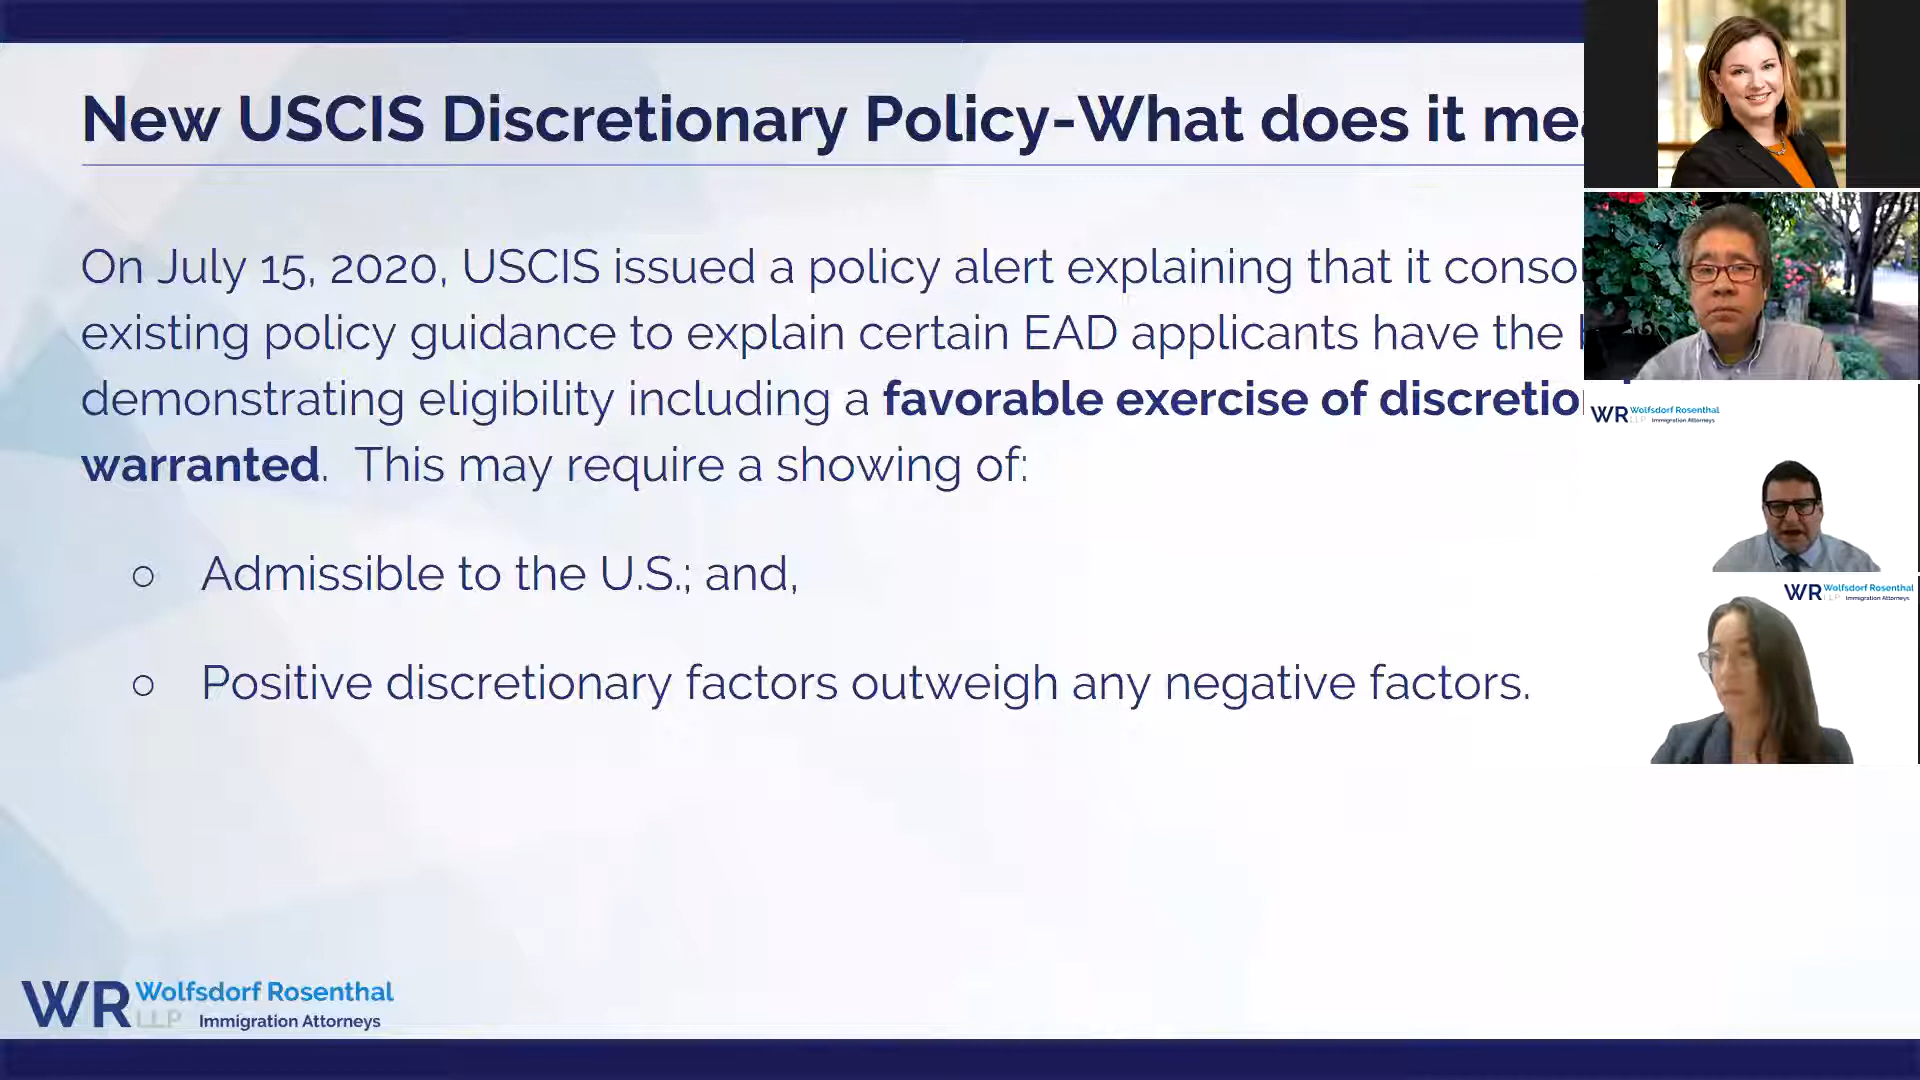 New USCIS Discretionary Policy-What does it
On July 15, 2020, USCIS issued a policy alert explaining that it
existing policy guidance to explain certain EAD applicants have the
demonstrating eligibility including a favorable exercise of
warranted. This may require a showing of:
○ Admissible to the U.S.; and,
○ Positive discretionary factors outweigh any negative factors.
WR Wolfsdorf Rosenthal
LLP Immigration Attorneys
WR Wolfsdorf Rosenthal
LLP Immigration Attorneys
WR Wolfsdorf Rosenthal
LLP Immigration Attorneys